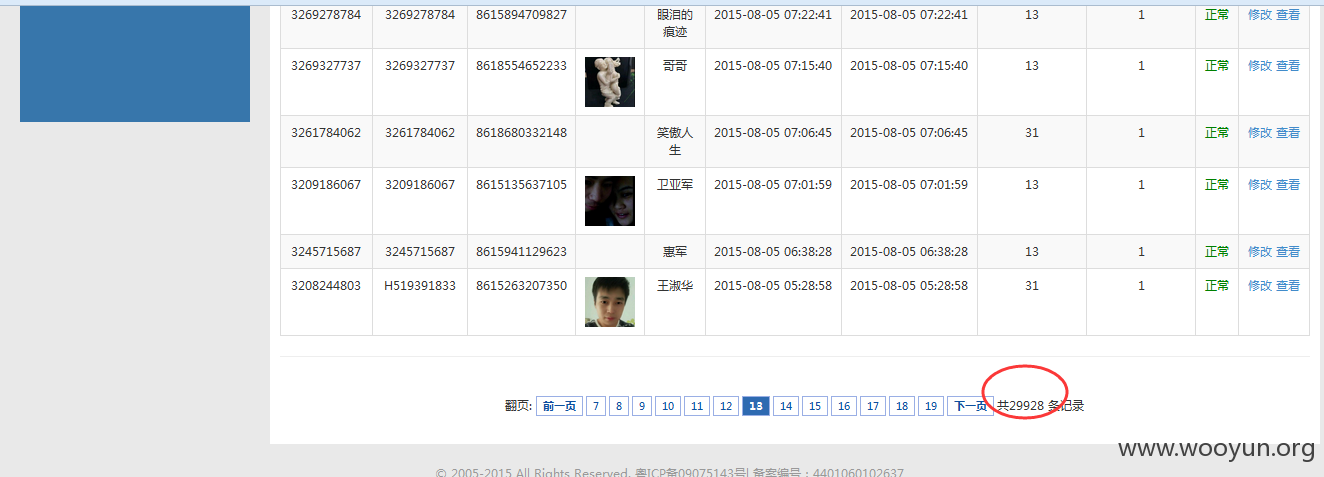 3269278784 3269278784 8615894709827 眼泪的 2015-08-05 07:22:41 2015-08-05 07:22:41 13 1 正常 修改 查看
痕迹
3269327737 3269327737 8618554652233 哥哥 2015-08-05 07:15:40 2015-08-05 07:15:40 13 1 正常 修改 查看
3261784062 3261784062 8618680332148 笑傲人 2015-08-05 07:06:45 2015-08-05 07:06:45 31 1 正常 修改 查看
生
3209186067 3209186067 8615135637105 卫亚军 2015-08-05 07:01:59 2015-08-05 07:01:59 13 1 正常 修改 查看
3245715687 3245715687 8615941129623 惠军 2015-08-05 06:38:28 2015-08-05 06:38:28 13 1 正常 修改 查看
3208244803 H519391833 8615263207350 王淑华 2015-08-05 05:28:58 2015-08-05 05:28:58 31 1 正常 修改 查看
翻页: 前一页 7 8 9 10 11 12 13 14 15 16 17 18 19 下一页 共29928 条记录
www.wooyun.org
© 2005-2015 All Rights Reserved. 粤ICP备09075143号| 备案编号：4401060102637